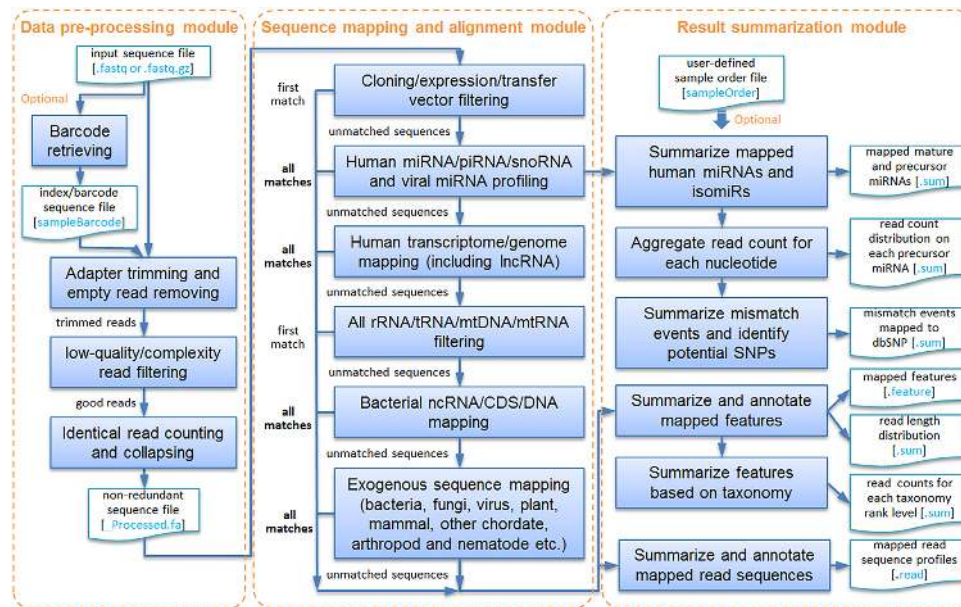 Data pre-processing module
input sequence file
[.fastq or .fastq.gz]
Optional
Barcode
retrieving
index/barcode
sequence file
[sampleBarcode]
Adapter trimming and
empty read removing
trimmed reads
low-quality/complexity
read filtering
good reads
Identical read counting
and collapsing
non-redundant
sequence file
[_Processed.fa]
Sequence mapping and alignment module
first
match
Cloning/expression/transfer
vector filtering
unmatched sequences
all
matches
Human miRNA/piRNA/snoRNA
and viral miRNA profiling
unmatched sequences
all
matches
Human transcriptome/genome
mapping (including lncRNA)
unmatched sequences
first
match
All rRNA/tRNA/mtDNA/mtRNA
filtering
unmatched sequences
all
matches
Bacterial ncRNA/CDS/DNA
mapping
unmatched sequences
all
matches
Exogenous sequence mapping
(bacteria, fungi, virus, plant,
mammal, other chordate,
arthropod and nematode etc.)
unmatched sequences
Result summarization module
user-defined
sample order file
[sampleOrder]
Optional
Summarize mapped
human miRNAs and
isomiRs
mapped mature
and precursor
miRNAs [.sum]
Aggregate read count for
each nucleotide
read count
distribution on
each precursor
miRNA [.sum]
Summarize mismatch
events and identify
potential SNPs
mismatch events
mapped to
dbSNP [.sum]
Summarize and annotate
mapped features
mapped features
[.feature]
read length
distribution
[.sum]
Summarize features
based on taxonomy
read counts for
each taxonomy
rank level [.sum]
Summarize and annotate
mapped read sequences
mapped read
sequence profiles
[.read]